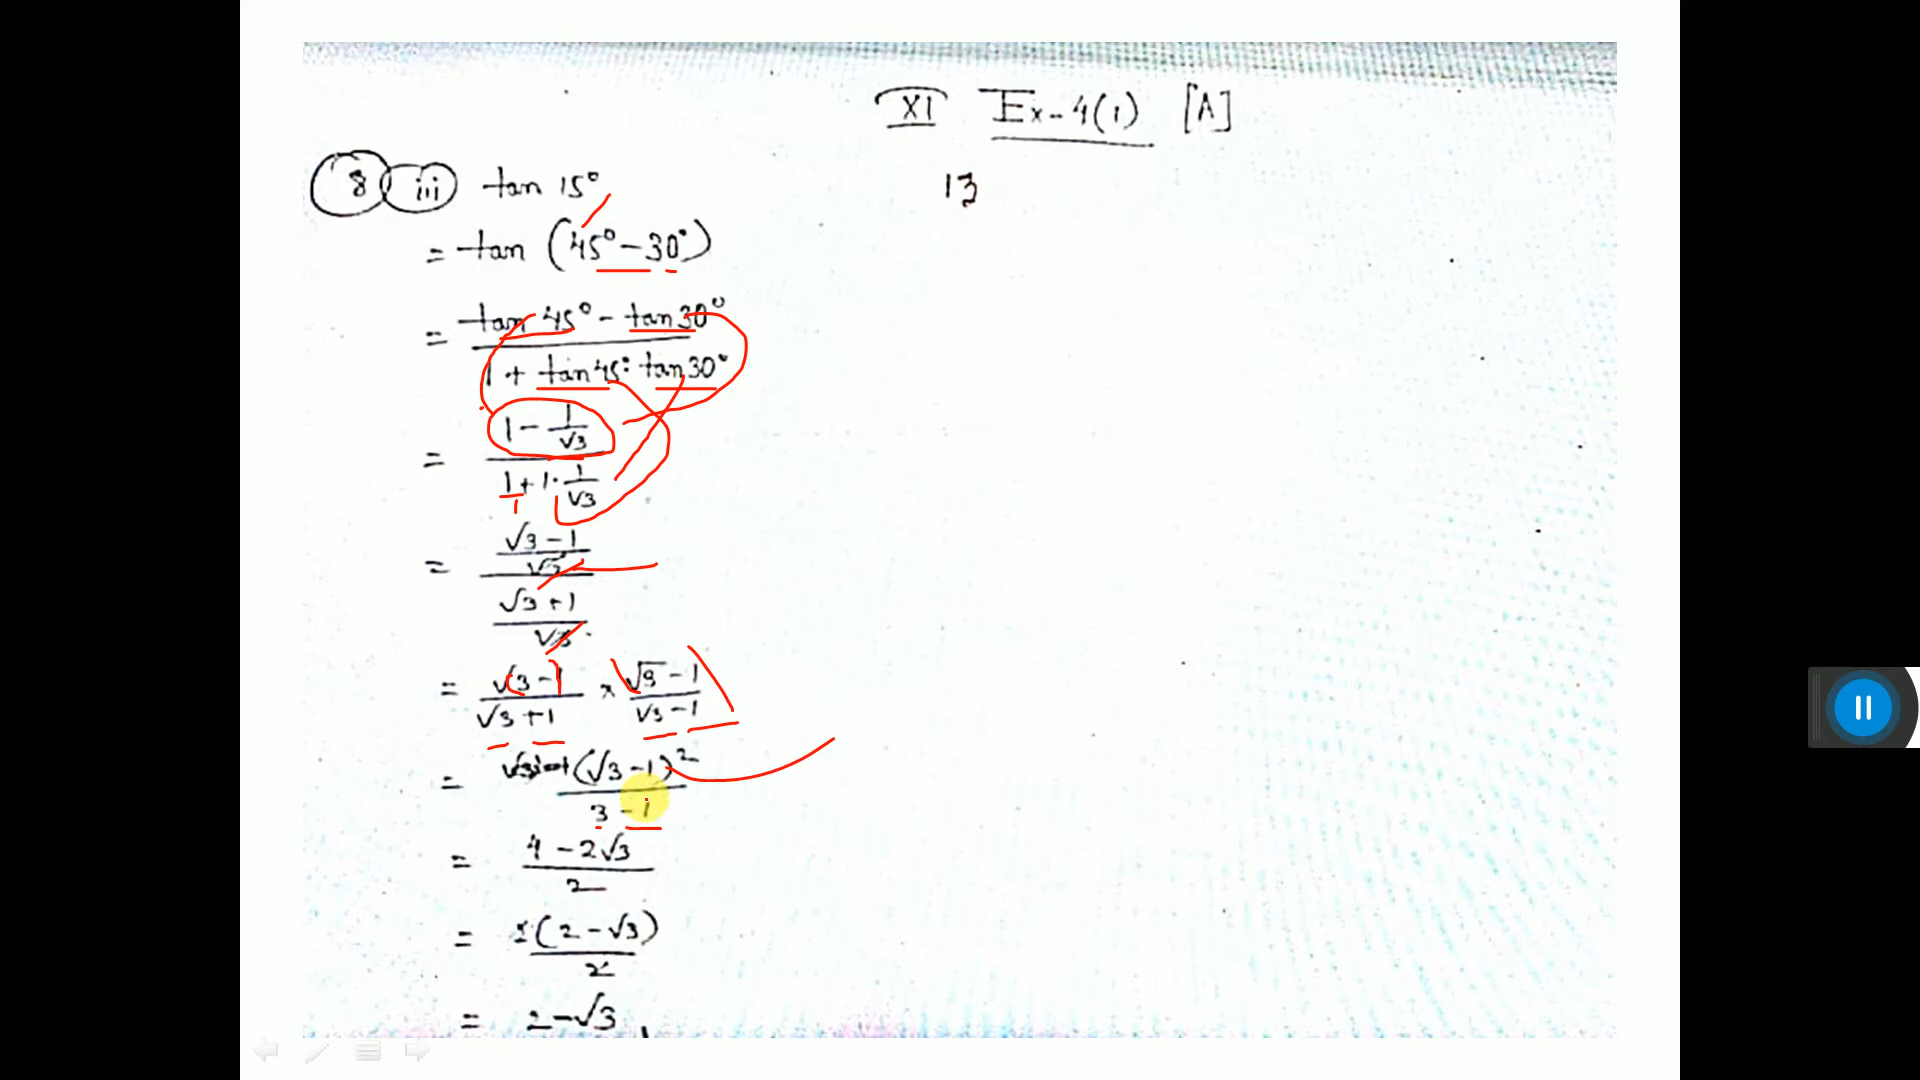 XI Ex-4(1) [A]
13
8 iii tan 15°
= tan (45° - 30°)
= tan 45° - tan 30°
1 + tan 45° · tan 30°
= 1 - 1/√3
1 + 1 · 1/√3
= √3 - 1
√3
√3 + 1
√3
= √3 - 1 / √3 + 1 × √3 - 1 / √3 - 1
= (√3 - 1)²
3 - 1
= 4 - 2√3
2
= 2(2 - √3)
2
= 2 - √3